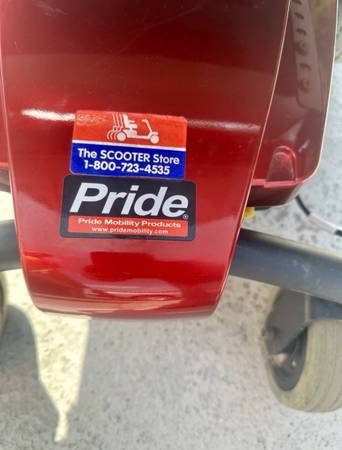 The SCOOTER Store
1-800-723-4535
Pride®
Pride Mobility Products
www.pridemobility.com